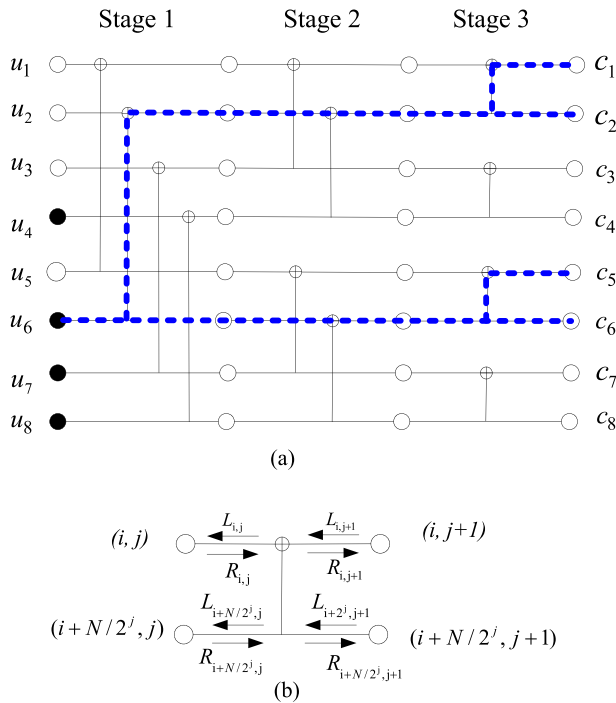 Stage 1 Stage 2 Stage 3
u₁ c₁
u₂ c₂
u₃ c₃
u₄ c₄
u₅ c₅
u₆ c₆
u₇ c₇
u₈ c₈
(a)
(i, j) L_{i,j} L_{i,j+1} (i, j+1)
R_{i,j} R_{i,j+1}
(i+N/2^j, j) L_{i+N/2^j,j} L_{i+2^j,j+1} (i+N/2^j, j+1)
R_{i+N/2^j,j} R_{i+N/2^j,j+1}
(b)